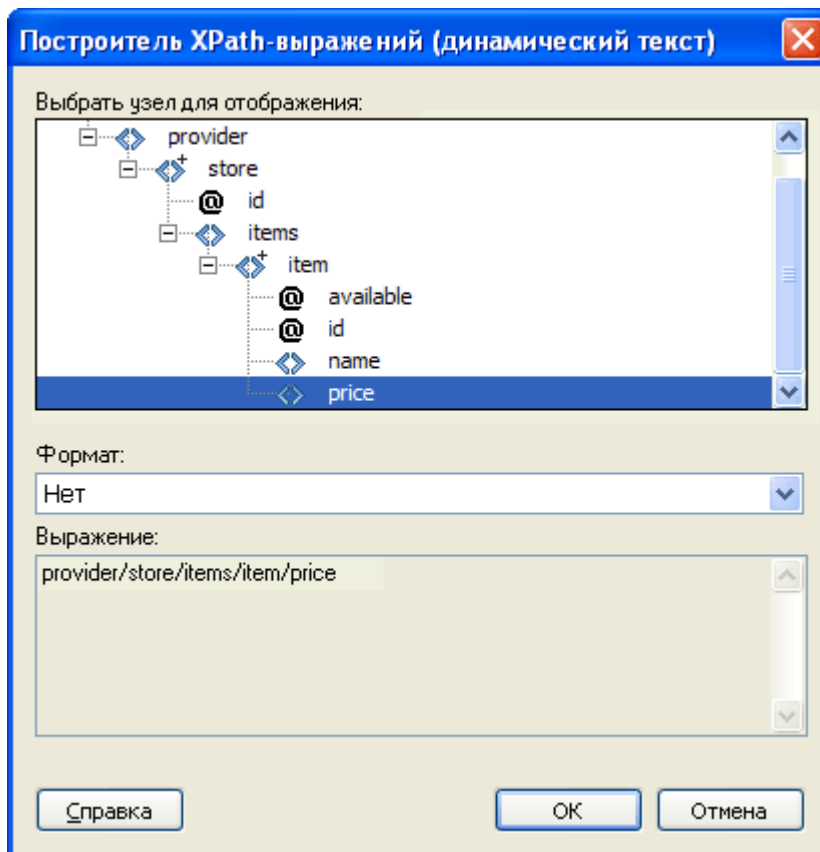 Построитель XPath-выражений (динамический текст)
Выбрать узел для отображения:
provider
store
@ id
items
item
@ available
@ id
name
price
Формат:
Нет
Выражение:
provider/store/items/item/price
Справка
OK
Отмена